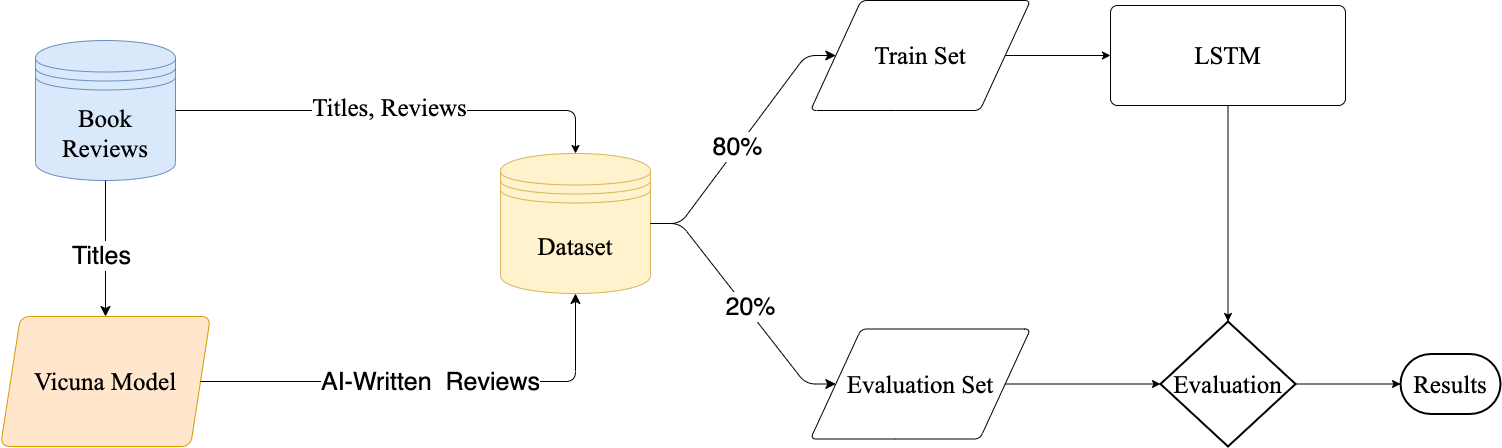 Book
Reviews
Titles, Reviews
Titles
Vicuna Model
AI-Written Reviews
Dataset
80%
20%
Train Set
LSTM
Evaluation Set
Evaluation
Results